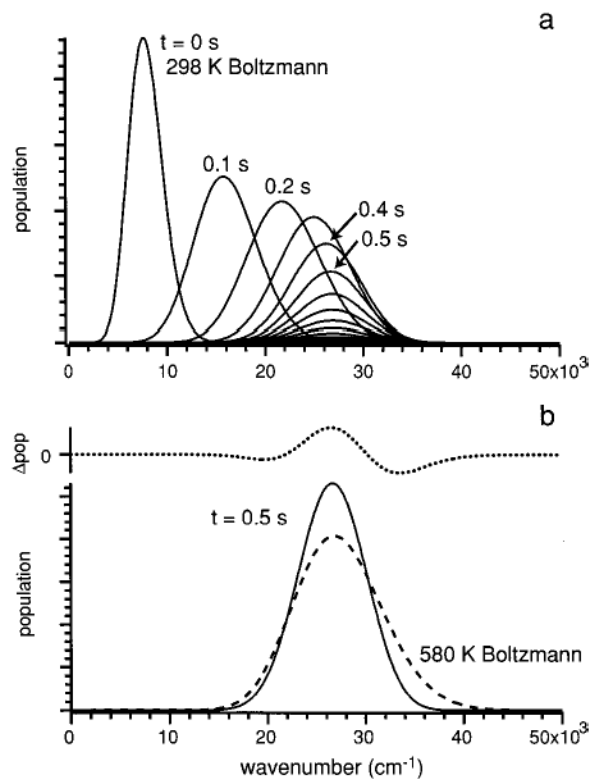 a
t = 0 s
298 K Boltzmann
0.1 s
0.2 s
0.4 s
0.5 s
population
0 10 20 30 40 50x10³
b
Δpop
0
t = 0.5 s
580 K Boltzmann
population
0 10 20 30 40 50x10³
wavenumber (cm⁻¹)